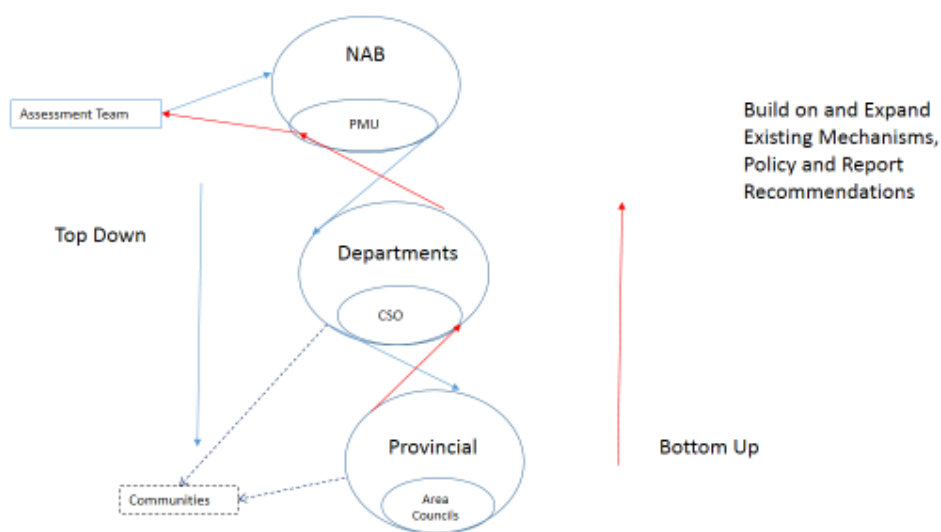 NAB
Assessment Team
PMU
Build on and Expand
Existing Mechanisms,
Policy and Report
Recommendations
Top Down
Departments
CSO
Provincial
Bottom Up
Communities
Area
Councils